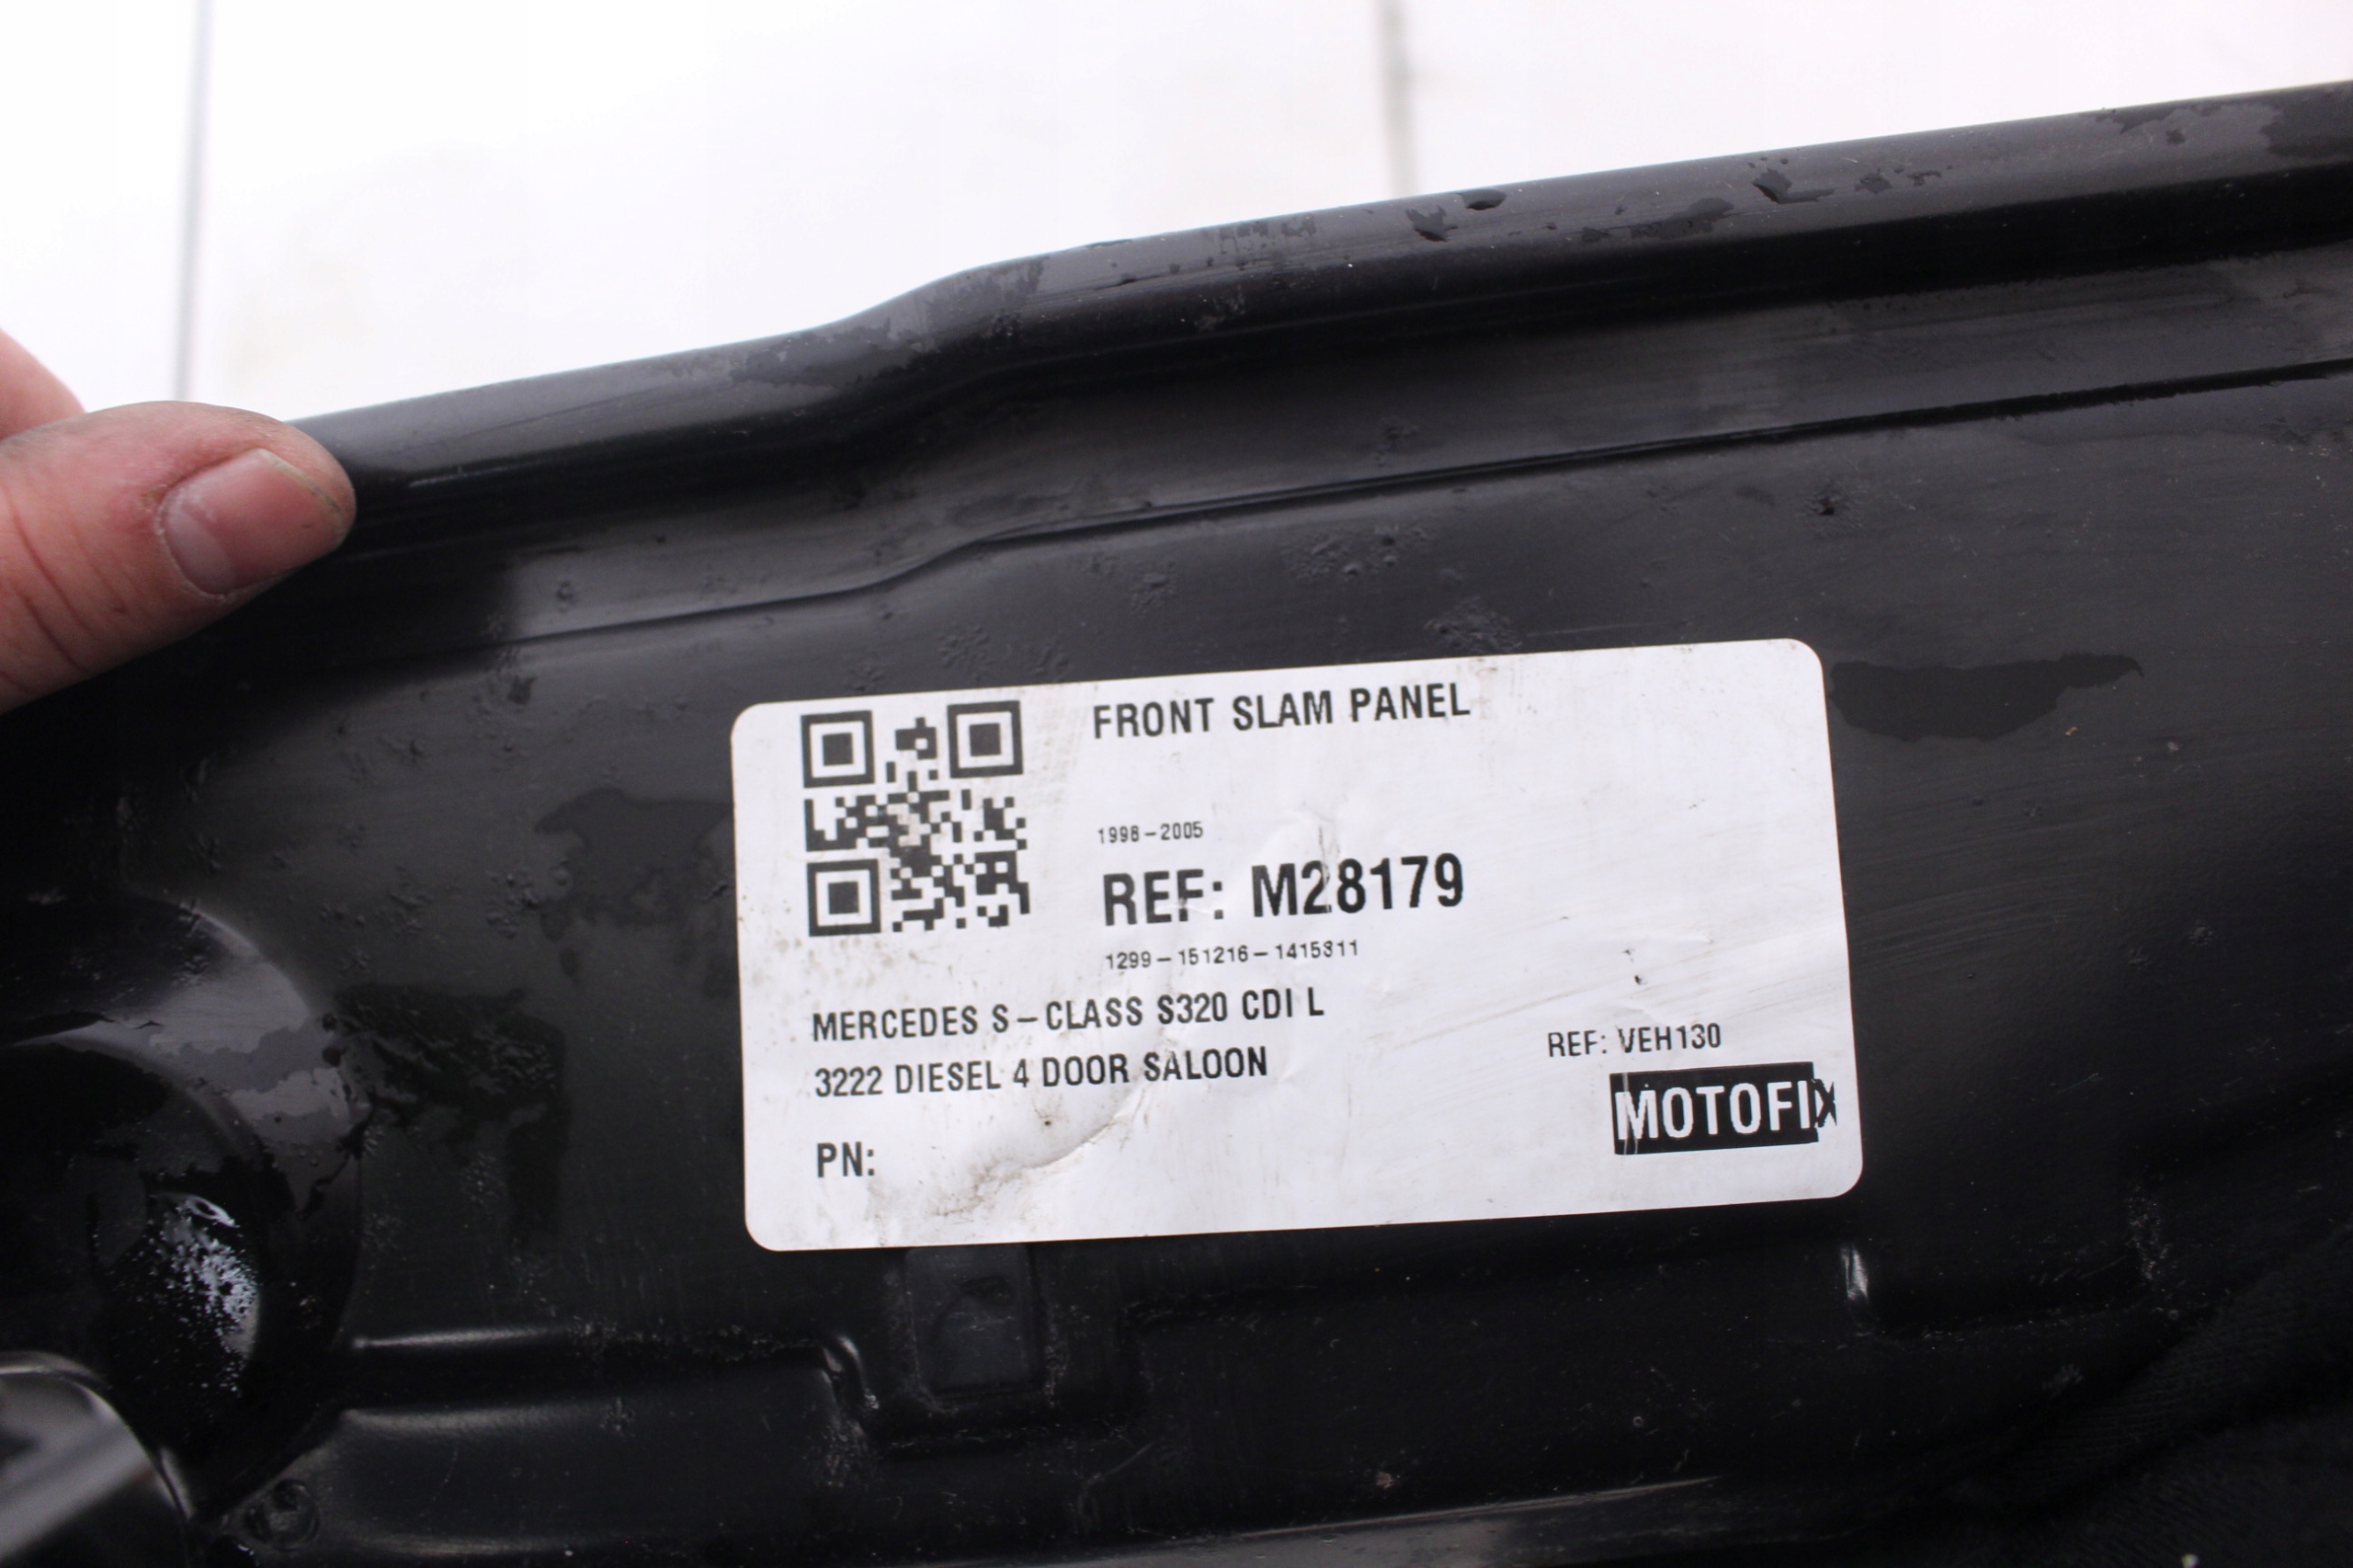 FRONT SLAM PANEL
1998-2005
REF: M28179
1299-151216-1415311
MERCEDES S-CLASS S320 CDI L
3222 DIESEL 4 DOOR SALOON
REF: VEH130
MOTOFIX
PN: